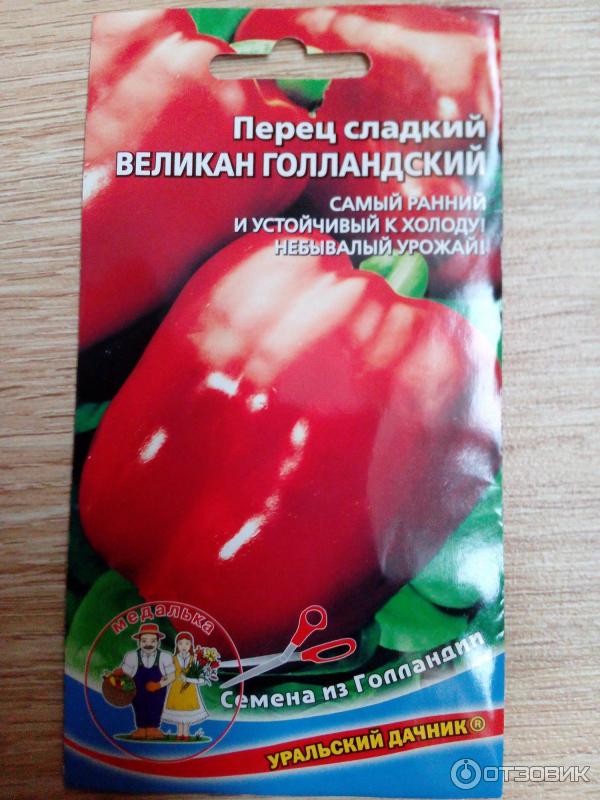 Перец сладкий
ВЕЛИКАН ГОЛЛАНДСКИЙ
САМЫЙ РАННИЙ
И УСТОЙЧИВЫЙ К ХОЛОДУ!
НЕБЫВАЛЫЙ УРОЖАЙ!
медалька
Семена из Голландии
УРАЛЬСКИЙ ДАЧНИК®
ОТЗОВИК